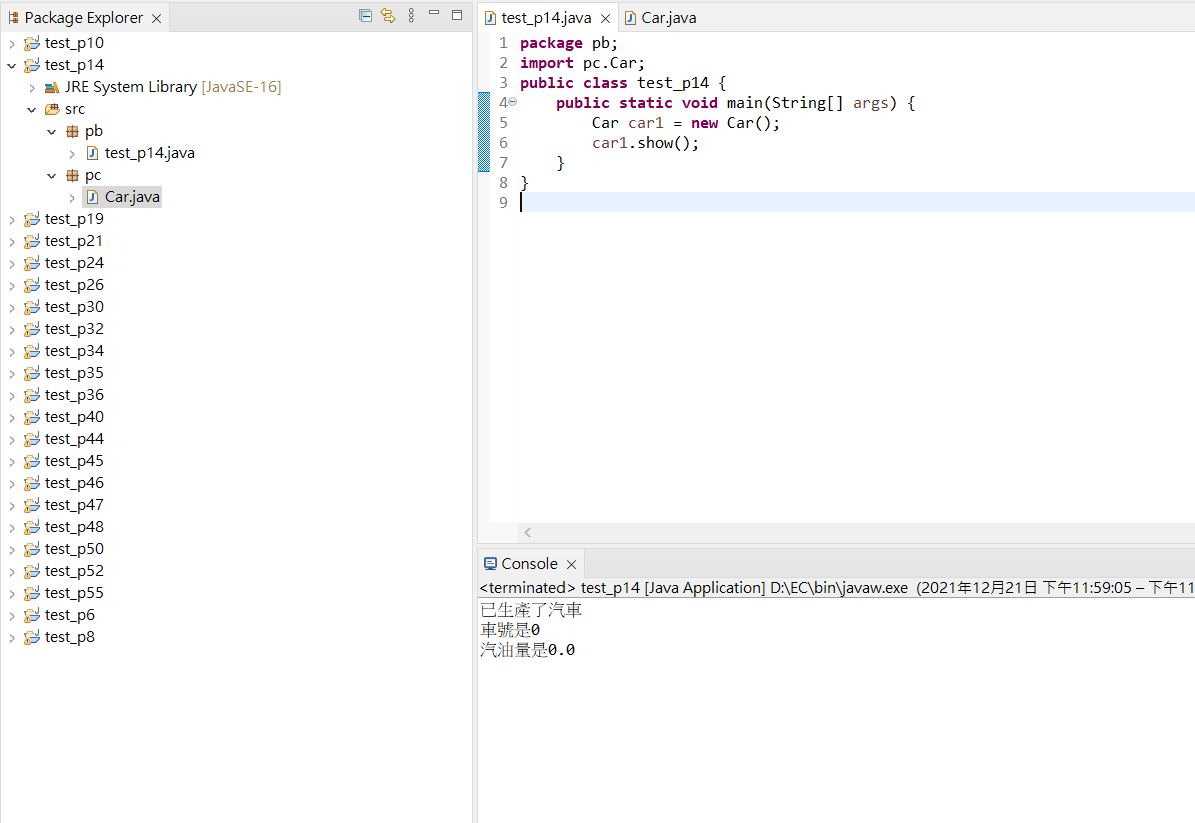 Package Explorer
test_p10
test_p14
JRE System Library [JavaSE-16]
src
pb
test_p14.java
pc
Car.java
test_p19
test_p21
test_p24
test_p26
test_p30
test_p32
test_p34
test_p35
test_p36
test_p40
test_p44
test_p45
test_p46
test_p47
test_p48
test_p50
test_p52
test_p55
test_p6
test_p8
test_p14.java
Car.java
1 package pb;
2 import pc.Car;
3 public class test_p14 {
4 public static void main(String[] args) {
5 Car car1 = new Car();
6 car1.show();
7 }
8 }
9
Console
<terminated> test_p14 [Java Application] D:\EC\bin\javaw.exe (2021年12月21日 下午11:59:05 – 下午11
已生產了汽車
車號是0
汽油量是0.0